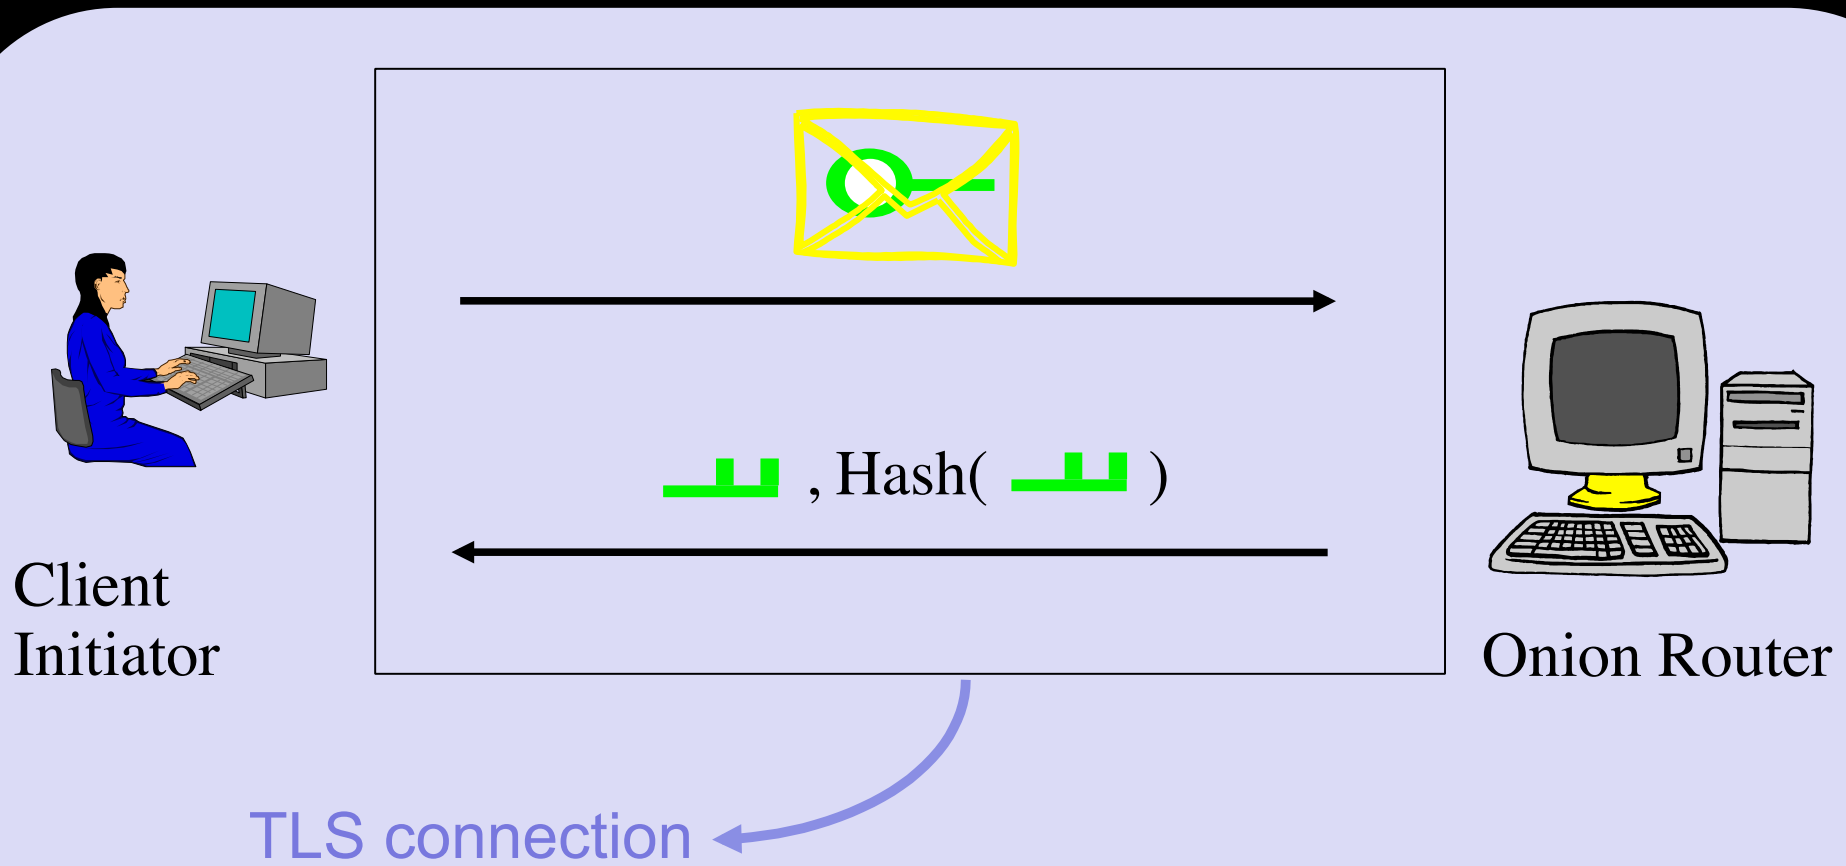 , Hash( )
Client
Initiator
Onion Router
TLS connection